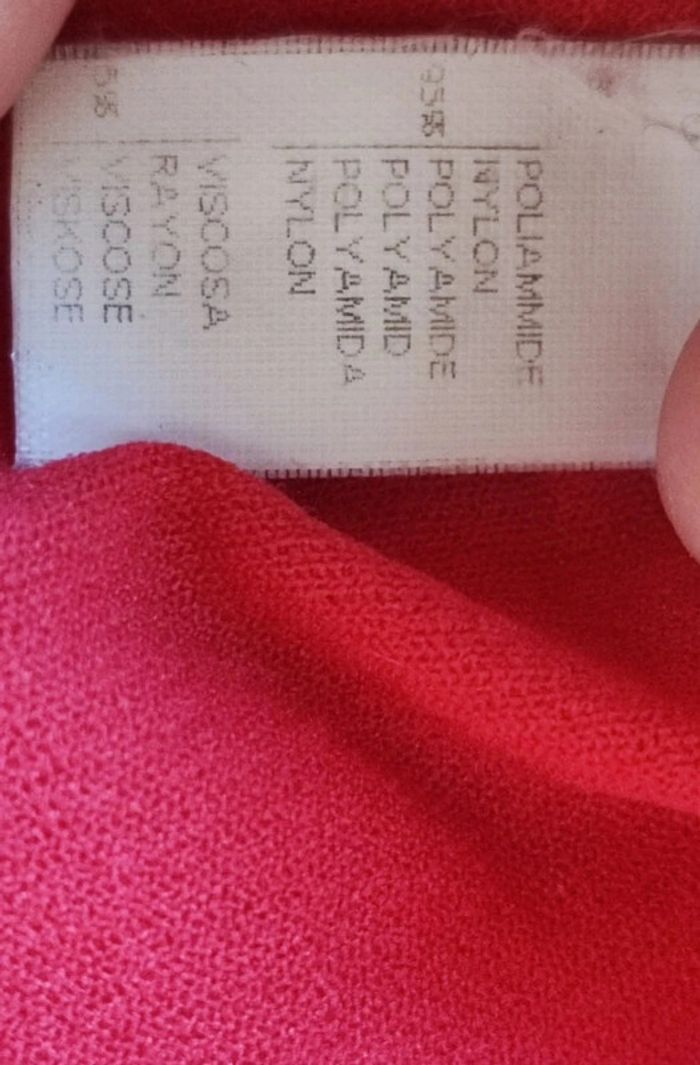 POLIAMMIDE
NYLON
95% POLYAMIDE
POLYAMID
POLYAMIDA
NYLON
VISCOSA
RAYON
5% VISCOSE
VISKOSE